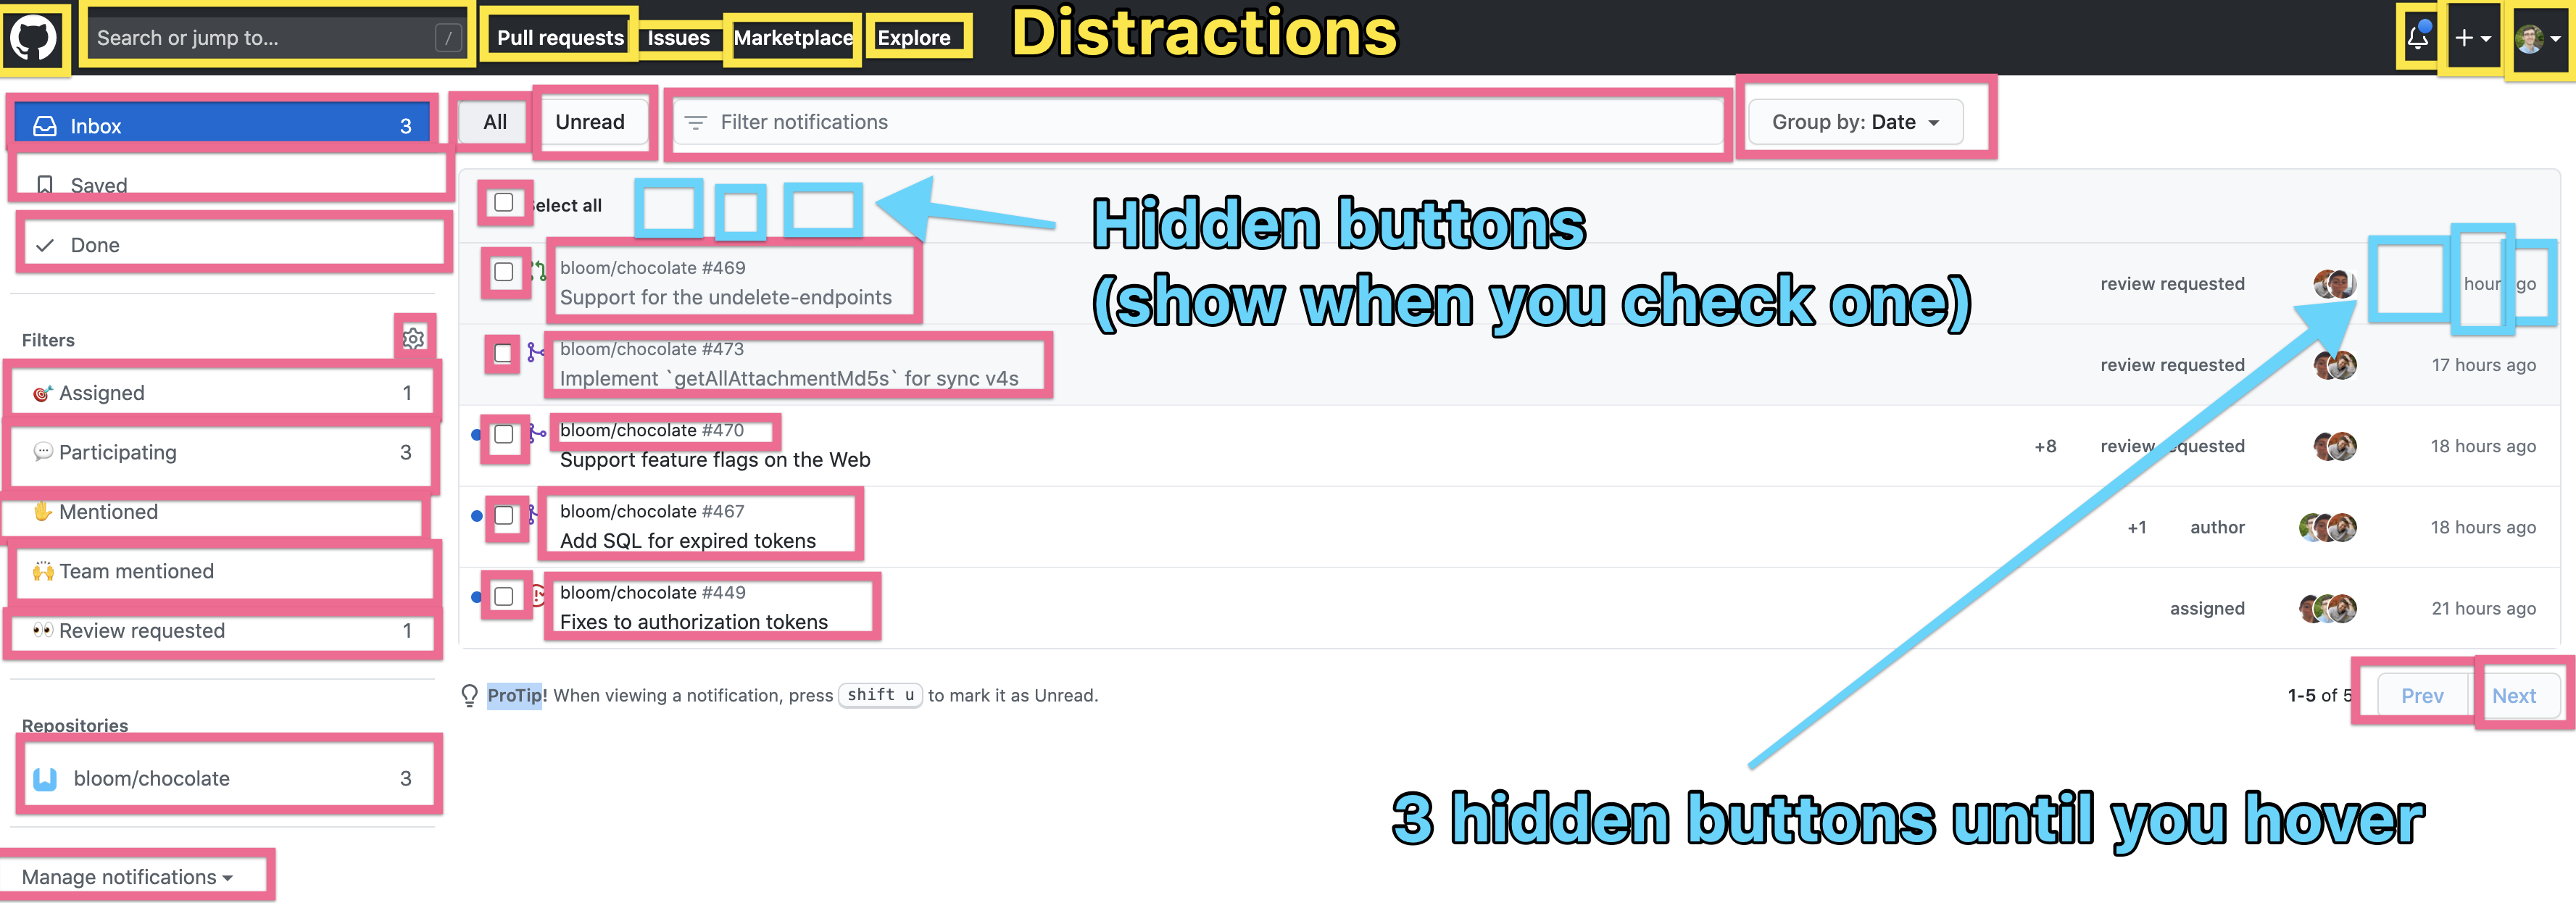 Search or jump to...
/
Pull requests
Issues
Marketplace
Explore
Distractions
Inbox 3
Saved
Done
Filters
Assigned 1
Participating 3
Mentioned
Team mentioned
Review requested 1
Repositories
bloom/chocolate 3
Manage notifications
All
Unread
Filter notifications
Group by: Date
elect all
Hidden buttons
(show when you check one)
bloom/chocolate #469
Support for the undelete-endpoints
review requested
hour go
bloom/chocolate #473
Implement `getAllAttachmentMd5s` for sync v4s
review requested
17 hours ago
bloom/chocolate #470
Support feature flags on the Web
+8
review requested
18 hours ago
bloom/chocolate #467
Add SQL for expired tokens
+1
author
18 hours ago
bloom/chocolate #449
Fixes to authorization tokens
assigned
21 hours ago
ProTip! When viewing a notification, press shift u to mark it as Unread.
1-5 of 5
Prev
Next
3 hidden buttons until you hover